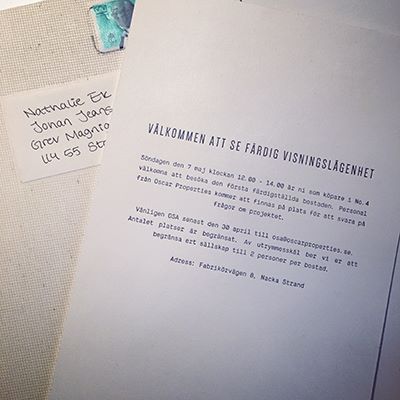 Nathalie Ek
Johan Jeans
Grev Magnig
114 55 Str
VÄLKOMMEN ATT SE FÄRDIG VISNINGSLÄGENHET
Söndagen den 7 maj klockan 12.00 - 14.00 är ni som köpare i No.4
välkomna att besöka den första färdigställda bostaden. Personal
från Oscar Properties kommer att finnas på plats för att svara på
frågor om projektet.
Vänligen OSA senast den 30 april till osa@oscarproperties.se.
Antalet platser är begränsat. Av utrymmesskäl ber vi er att
begränsa ert sällskap till 2 personer per bostad.
Adress: Fabrikörvägen 8, Nacka Strand